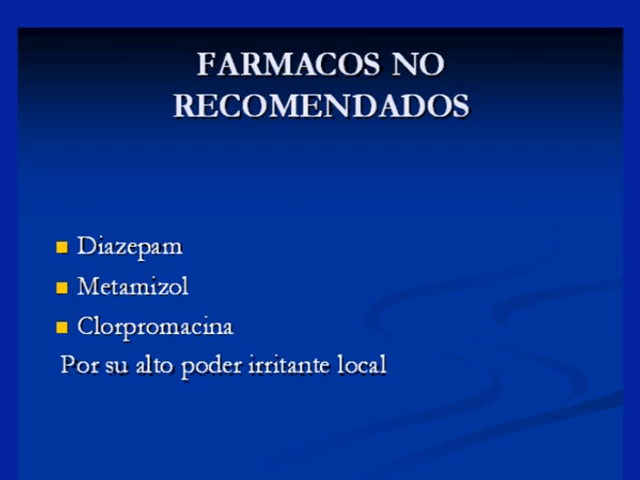 FARMACOS NO
RECOMENDADOS
Diazepam
Metamizol
Clorpromacina
Por su alto poder irritante local